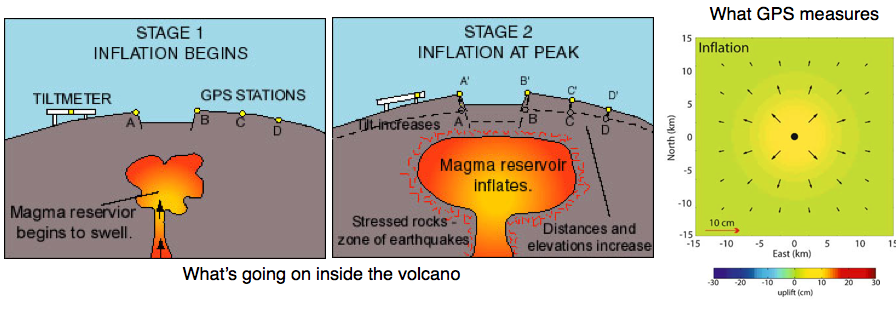 STAGE 1
INFLATION BEGINS
TILTMETER
GPS STATIONS
A
B
C
D
Magma reservior
begins to swell.
STAGE 2
INFLATION AT PEAK
A'
B'
C'
D'
Tilt increases
A
B
C
D
Magma reservoir
inflates.
Stressed rocks -
zone of earthquakes
Distances and
elevations increase
What's going on inside the volcano
What GPS measures
Inflation
15
10
5
0
-5
-10
-15
North (km)
10 cm
-15
-10
-5
0
5
10
15
East (km)
-30
-20
-10
0
10
20
30
uplift (cm)